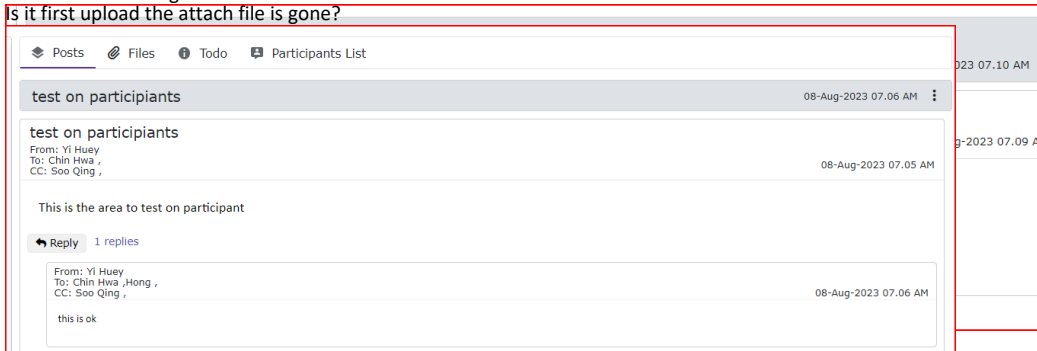 Is it first upload the attach file is gone?
Posts Files Todo Participants List
023 07.10 AM
test on participiants 08-Aug-2023 07.06 AM
test on participiants
From: Yi Huey
To: Chin Hwa ,
CC: Soo Qing , 08-Aug-2023 07.05 AM
g-2023 07.09 A
This is the area to test on participant
Reply 1 replies
From: Yi Huey
To: Chin Hwa ,Hong ,
CC: Soo Qing , 08-Aug-2023 07.06 AM
this is ok